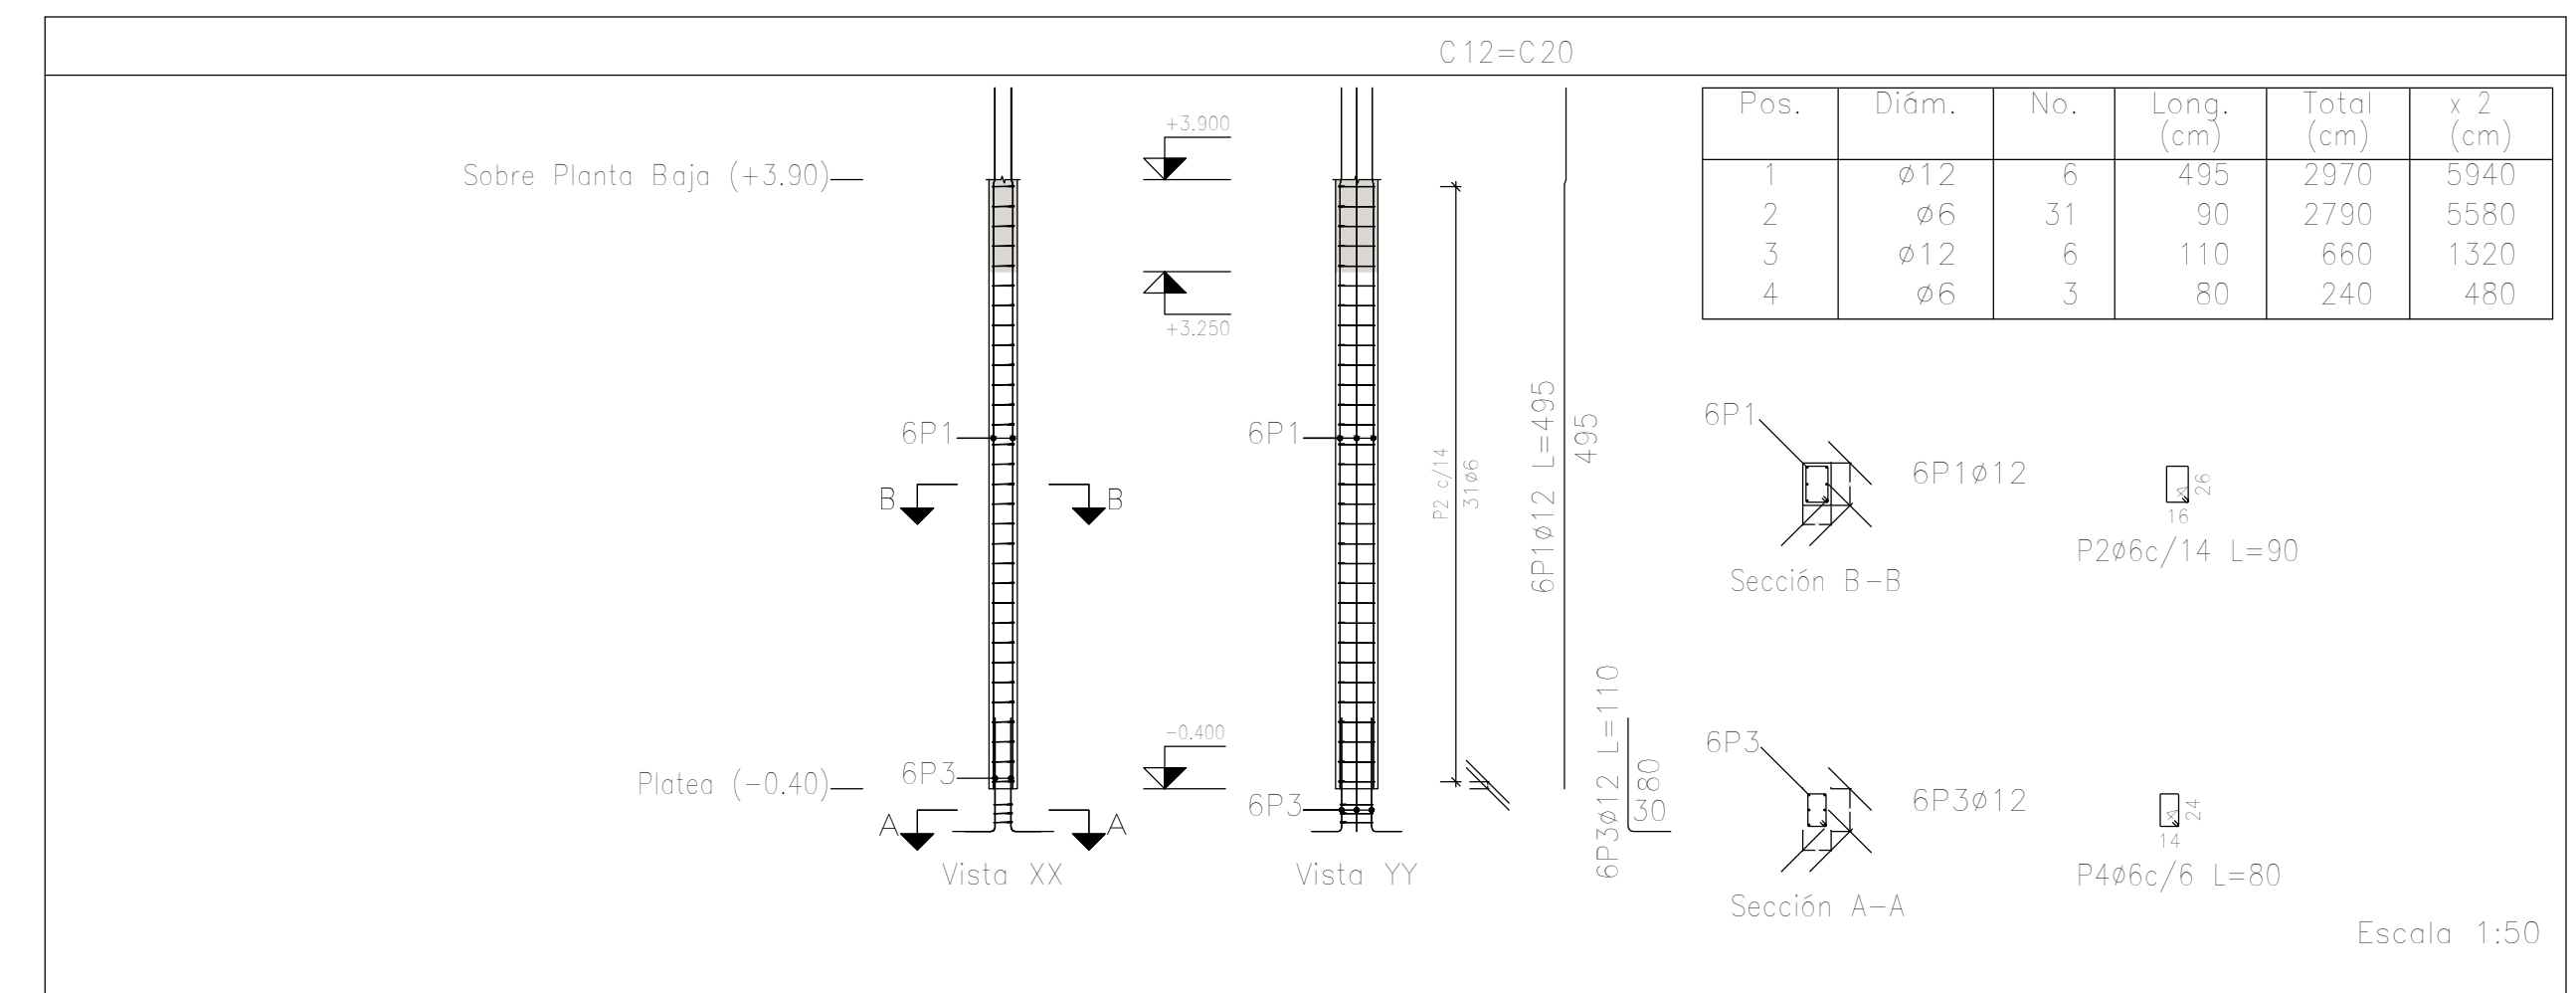 C12=C20
Pos. Diám. No. Long. (cm) Total (cm) x 2 (cm)
1 ø12 6 495 2970 5940
2 ø6 31 90 2790 5580
3 ø12 6 110 660 1320
4 ø6 3 80 240 480
+3.900
Sobre Planta Baja (+3.90)
+3.250
6P1
6P1
B B
P2 c/14
31ø6
6P1ø12 L=495
495
6P1
6P1ø12
26
16
P2ø6c/14 L=90
Sección B-B
-0.400
Platea (-0.40)
6P3
6P3
A A
6P3ø12 L=110
80
30
Vista XX
Vista YY
6P3
6P3ø12
24
14
P4ø6c/6 L=80
Sección A-A
Escala 1:50